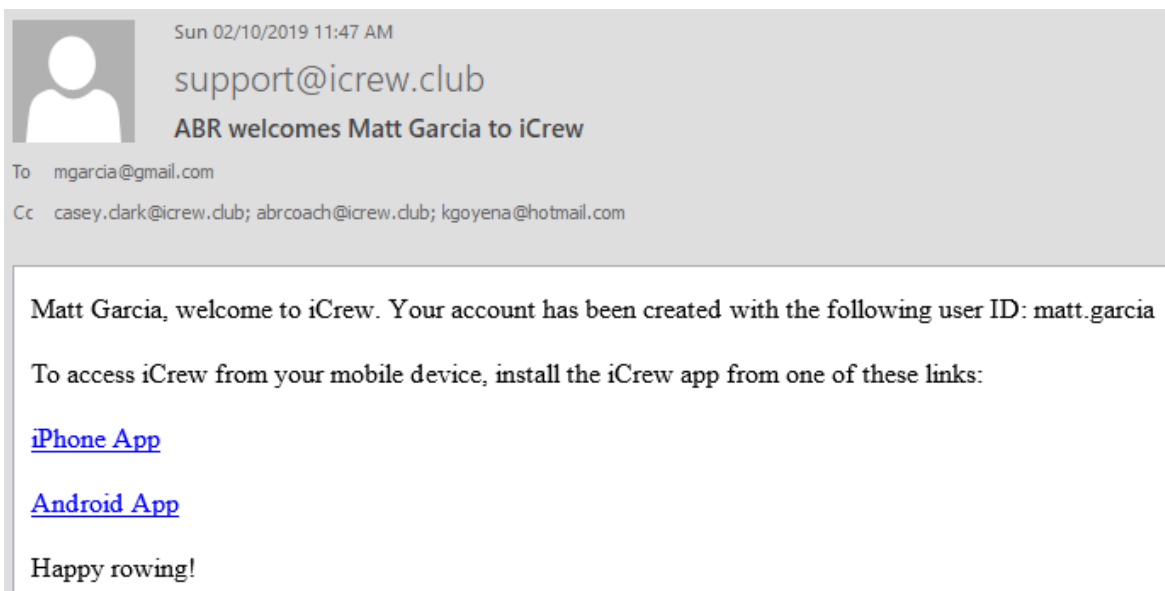 Sun 02/10/2019 11:47 AM
support@icrew.club
ABR welcomes Matt Garcia to iCrew
To mgarcia@gmail.com
Cc casey.clark@icrew.club; abrcoach@icrew.club; kgoyena@hotmail.com
Matt Garcia, welcome to iCrew. Your account has been created with the following user ID: matt.garcia
To access iCrew from your mobile device, install the iCrew app from one of these links:
iPhone App
Android App
Happy rowing!